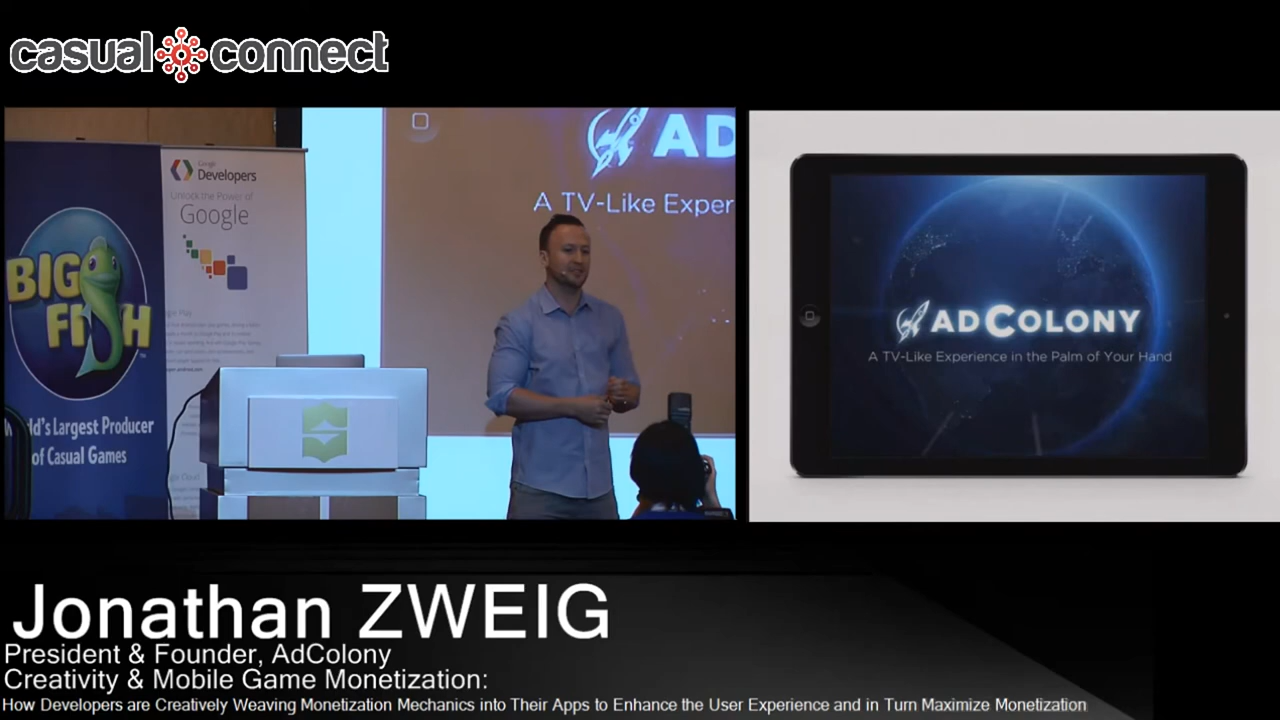 casual connect
Google
Developers
Unlock the Power of
Google
BIG
FISH
World's Largest Producer
of Casual Games
AD
A TV-Like Exper
ADCOLONY
A TV-Like Experience in the Palm of Your Hand
Jonathan ZWEIG
President & Founder, AdColony
Creativity & Mobile Game Monetization:
How Developers are Creatively Weaving Monetization Mechanics into Their Apps to Enhance the User Experience and in Turn Maximize Monetization